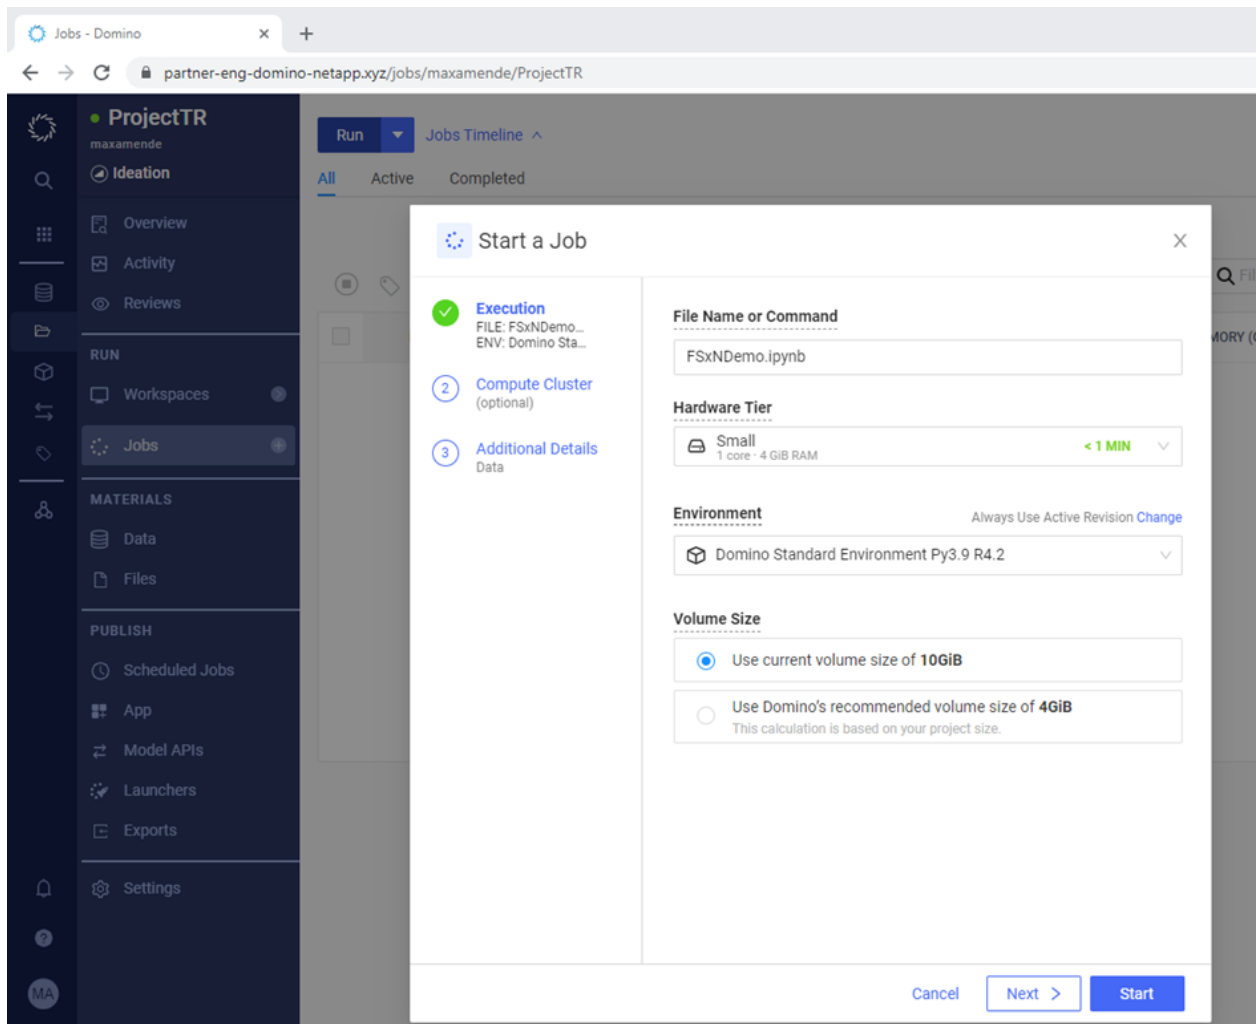 Jobs - Domino
partner-eng-domino-netapp.xyz/jobs/maxamende/ProjectTR
ProjectTR
maxamende
Ideation
Overview
Activity
Reviews
RUN
Workspaces
Jobs
MATERIALS
Data
Files
PUBLISH
Scheduled Jobs
App
Model APIs
Launchers
Exports
Settings
MA
Run
Jobs Timeline
All Active Completed
Start a Job
Execution
FILE: FSxNDemo...
ENV: Domino Sta...
2 Compute Cluster
(optional)
3 Additional Details
Data
File Name or Command
FSxNDemo.ipynb
Hardware Tier
Small
1 core · 4 GiB RAM
< 1 MIN
Environment
Always Use Active Revision Change
Domino Standard Environment Py3.9 R4.2
Volume Size
Use current volume size of 10GiB
Use Domino's recommended volume size of 4GiB
This calculation is based on your project size.
Cancel Next > Start